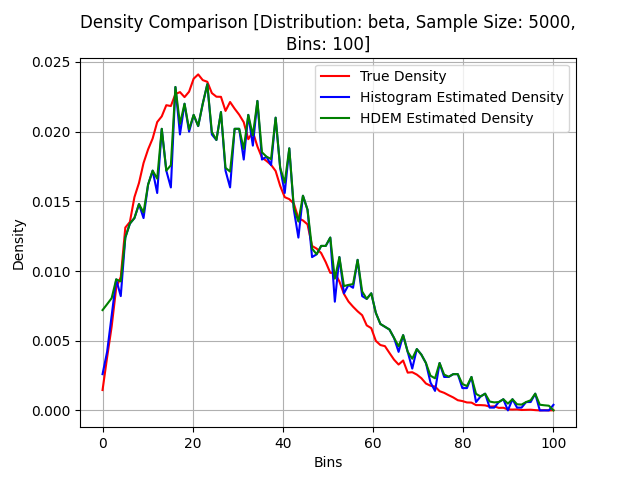 Density Comparison [Distribution: beta, Sample Size: 5000,
Bins: 100]
True Density
Histogram Estimated Density
HDEM Estimated Density
Density
0.025
0.020
0.015
0.010
0.005
0.000
0 20 40 60 80 100
Bins